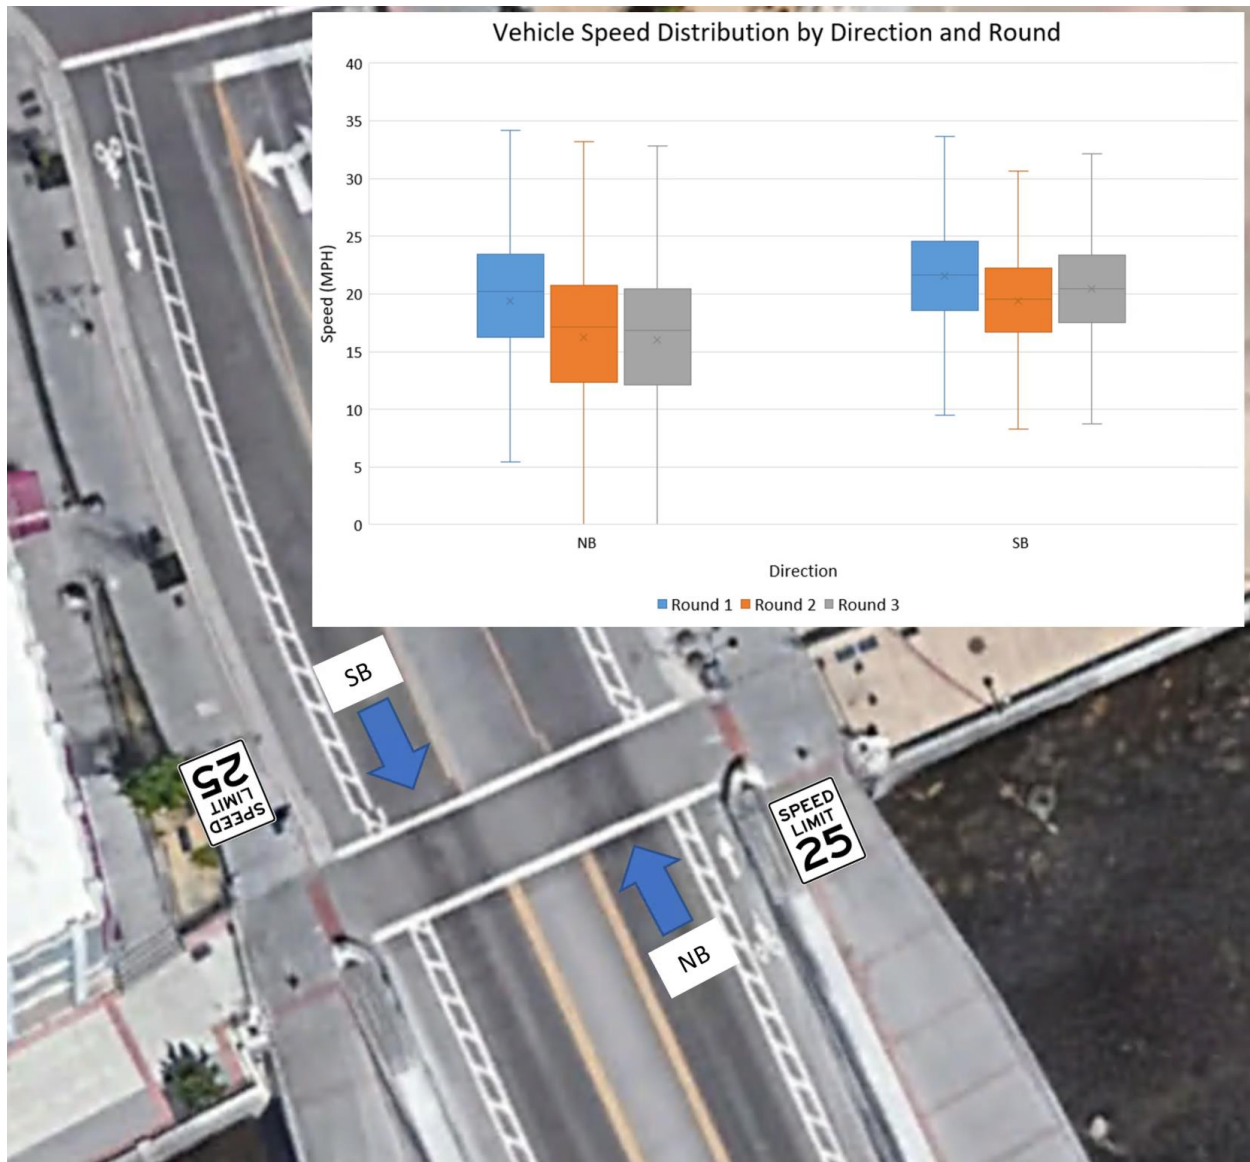 Vehicle Speed Distribution by Direction and Round
40
35
30
25
20
15
10
5
0
Speed (MPH)
NB
SB
Direction
Round 1
Round 2
Round 3
SB
SPEED
LIMIT
25
SPEED
LIMIT
25
NB